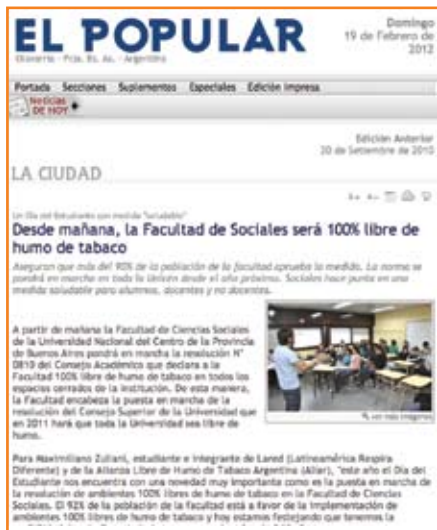 EL POPULAR
Domingo
19 de Febrero de
2012
Olavarría - Pcia. Bs. As. - Argentina
Portada Secciones Suplementos Especiales Edición Impresa
Noticias
DE HOY
Edición Anterior
20 de Setiembre de 2010
LA CIUDAD
Un Día del Estudiante con medida "saludable"
Desde mañana, la Facultad de Sociales será 100% libre de
humo de tabaco
Aseguran que más del 90% de la población de la facultad aprueba la medida. La norma se
pondrá en marcha en toda la Unicen desde el año próximo. Sociales hace punta en una
medida saludable para alumnos, docentes y no docentes.
A partir de mañana la Facultad de Ciencias Sociales
de la Universidad Nacional del Centro de la Provincia
de Buenos Aires pondrá en marcha la resolución N°
0810 del Consejo Académico que declara a la
Facultad 100% libre de humo de tabaco en todos los
espacios cerrados de la institución. De esta manera,
la Facultad encabeza la puesta en marcha de la
resolución del Consejo Superior de la Universidad que
en 2011 hará que toda la Universidad sea libre de
humo.
ver más imágenes
Para Maximiliano Zuliani, estudiante e integrante de Lared (Latinoamérica Respira
Diferente) y de la Alianza Libre de Humo de Tabaco Argentina (Aliar), "este año el Día del
Estudiante nos encuentra con una novedad muy importante como es la puesta en marcha de
la resolución de ambientes 100% libres de humo de tabaco en la Facultad de Ciencias
Sociales. El 92% de la población de la facultad está a favor de la implementación de
ambientes 100% libres de humo de tabaco y hoy estamos festejando que tenemos la